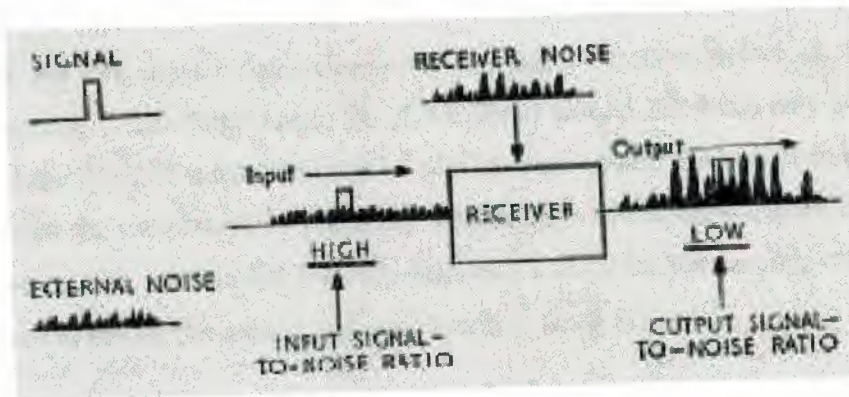 SIGNAL
RECEIVER NOISE
Input
Output
RECEIVER
HIGH
LOW
EXTERNAL NOISE
INPUT SIGNAL-
TO-NOISE RATIO
OUTPUT SIGNAL-
TO-NOISE RATIO